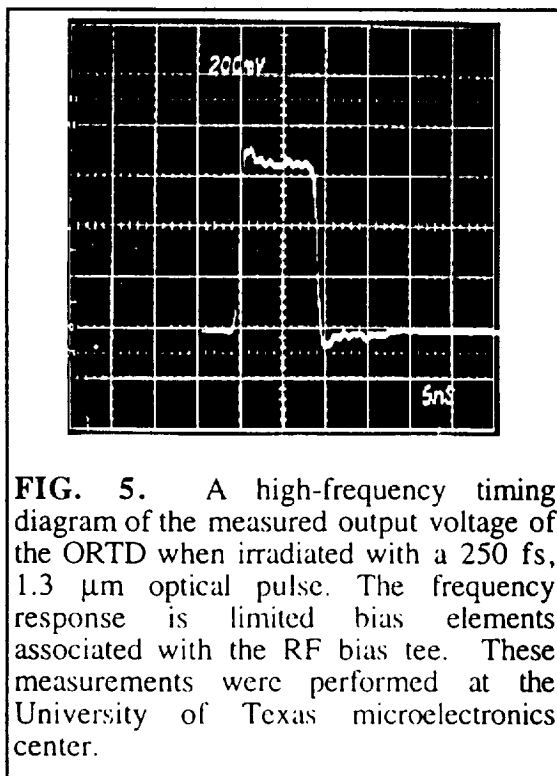 200mV
5nS
FIG. 5. A high-frequency timing
diagram of the measured output voltage of
the ORTD when irradiated with a 250 fs,
1.3 μm optical pulse. The frequency
response is limited bias elements
associated with the RF bias tee. These
measurements were performed at the
University of Texas microelectronics
center.